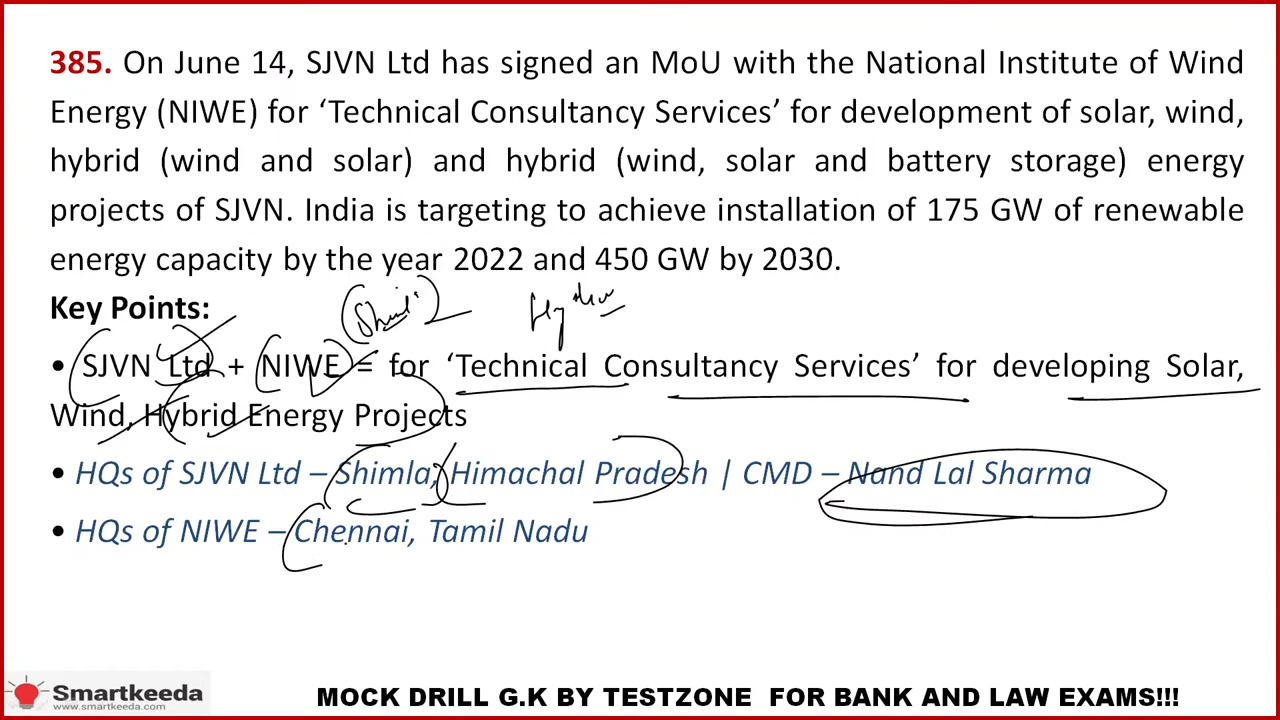 385. On June 14, SJVN Ltd has signed an MoU with the National Institute of Wind
Energy (NIWE) for ‘Technical Consultancy Services’ for development of solar, wind,
hybrid (wind and solar) and hybrid (wind, solar and battery storage) energy
projects of SJVN. India is targeting to achieve installation of 175 GW of renewable
energy capacity by the year 2022 and 450 GW by 2030.
Key Points:
• SJVN Ltd + NIWE = for ‘Technical Consultancy Services’ for developing Solar,
Wind, Hybrid Energy Projects
• HQs of SJVN Ltd – Shimla, Himachal Pradesh | CMD – Nand Lal Sharma
• HQs of NIWE – Chennai, Tamil Nadu
Smartkeeda
www.smartkeeda.com
MOCK DRILL G.K BY TESTZONE FOR BANK AND LAW EXAMS!!!